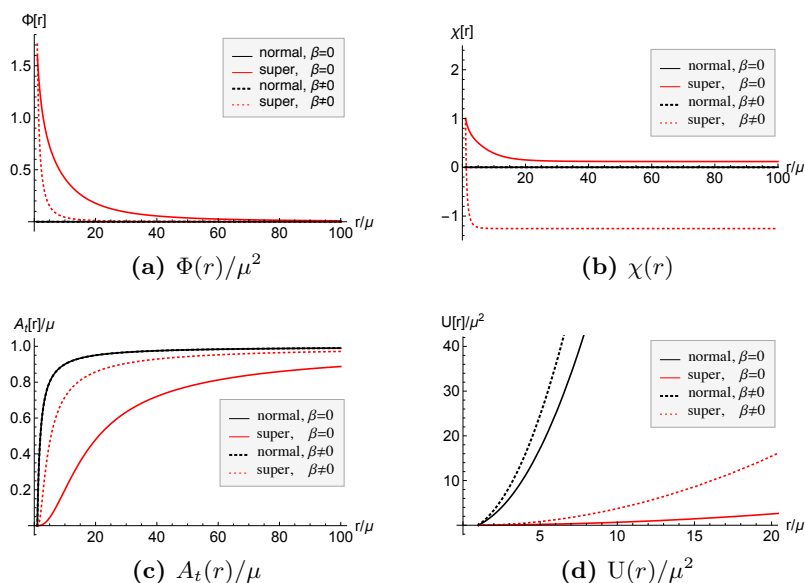 Φ[r]
1.5
1.0
0.5
20
40
60
80
100
r/μ
normal, β=0
super, β=0
normal, β≠0
super, β≠0
(a) Φ(r)/μ²
χ[r]
2
1
0
−1
20
40
60
80
100
r/μ
normal, β=0
super, β=0
normal, β≠0
super, β≠0
(b) χ(r)
A_t[r]/μ
1.0
0.8
0.6
0.4
0.2
20
40
60
80
100
r/μ
normal, β=0
super, β=0
normal, β≠0
super, β≠0
(c) A_t(r)/μ
U[r]/μ²
40
30
20
10
0
5
10
15
20
r/μ
normal, β=0
super, β=0
normal, β≠0
super, β≠0
(d) U(r)/μ²